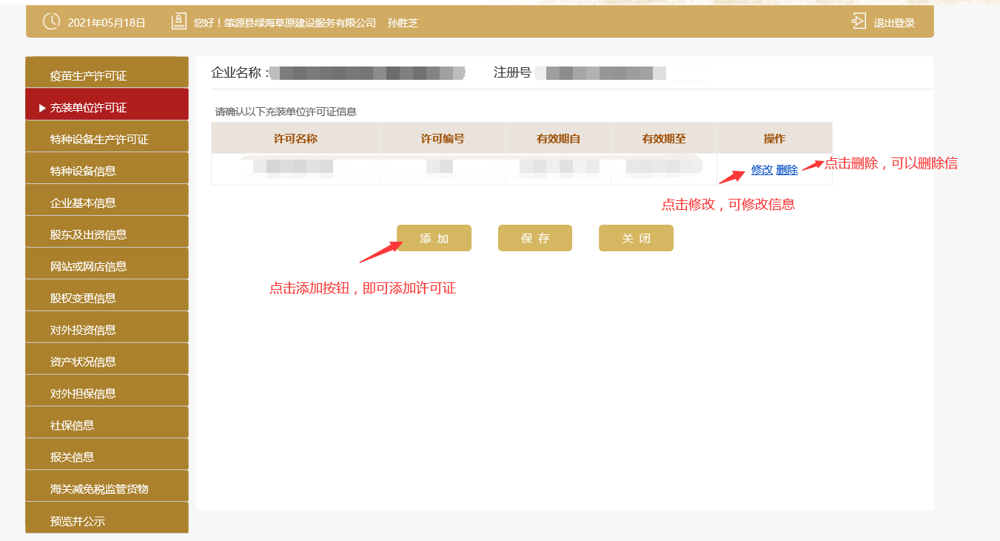 2021年05月18日 您好！肇源县绿海草原建设服务有限公司 孙胜芝 退出登录
疫苗生产许可证
充装单位许可证
特种设备生产许可证
特种设备信息
企业基本信息
股东及出资信息
网站或网店信息
股权变更信息
对外投资信息
资产状况信息
对外担保信息
社保信息
报关信息
海关减免税监管货物
预览并公示
企业名称： 注册号
请确认以下充装单位许可证信息
许可名称 许可编号 有效期自 有效期至 操作
修改 删除 点击删除，可以删除信
点击修改，可修改信息
添 加 保 存 关 闭
点击添加按钮，即可添加许可证